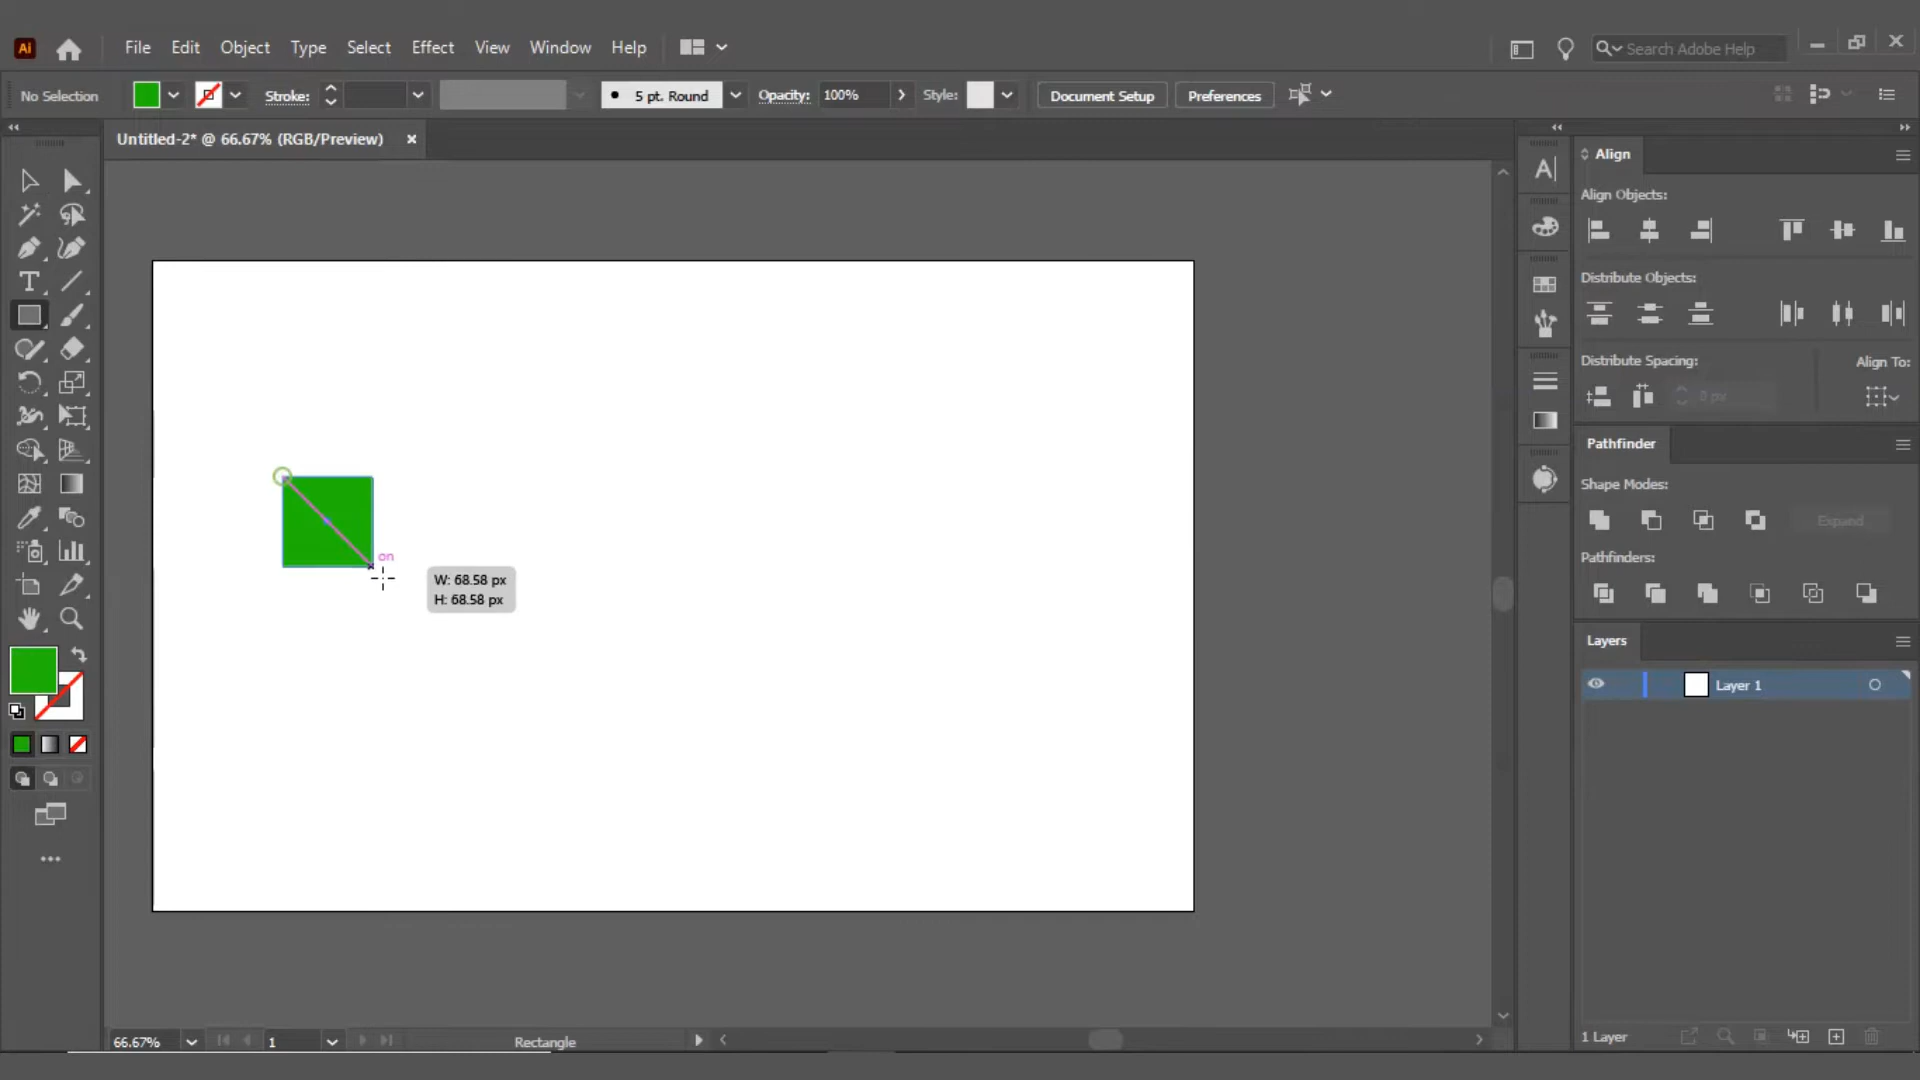 Ai File Edit Object Type Select Effect View Window Help Search Adobe Help
No Selection Stroke: 5 pt. Round Opacity: 100% Style: Document Setup Preferences
Untitled-2* @ 66.67% (RGB/Preview)
Align
Align Objects:
Distribute Objects:
Distribute Spacing: Align To:
0 px
Pathfinder
Shape Modes:
Expand
Pathfinders:
on
W: 68.58 px
H: 68.58 px
Layers
Layer 1
66.67% 1 Rectangle
1 Layer